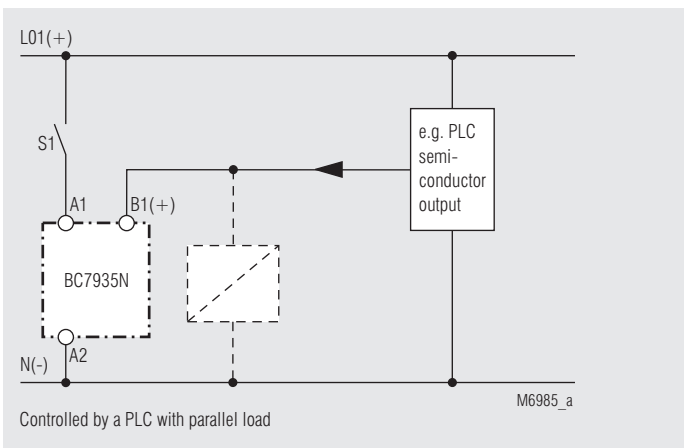 L01(+)
S1
A1
B1(+)
e.g. PLC
semi-
conductor
output
BC7935N
A2
N(-)
M6985_a
Controlled by a PLC with parallel load